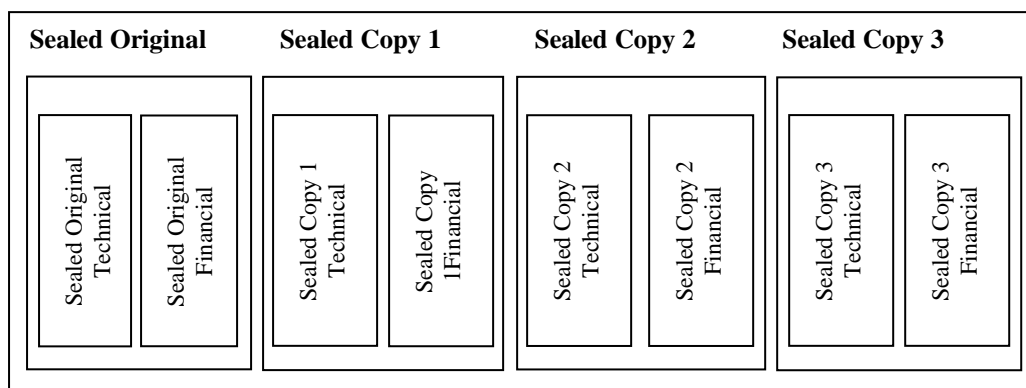 Sealed Original
Sealed Copy 1
Sealed Copy 2
Sealed Copy 3
Sealed Original
Technical
Sealed Original
Financial
Sealed Copy 1
Technical
Sealed Copy
1Financial
Sealed Copy 2
Technical
Sealed Copy 2
Financial
Sealed Copy 3
Technical
Sealed Copy 3
Financial